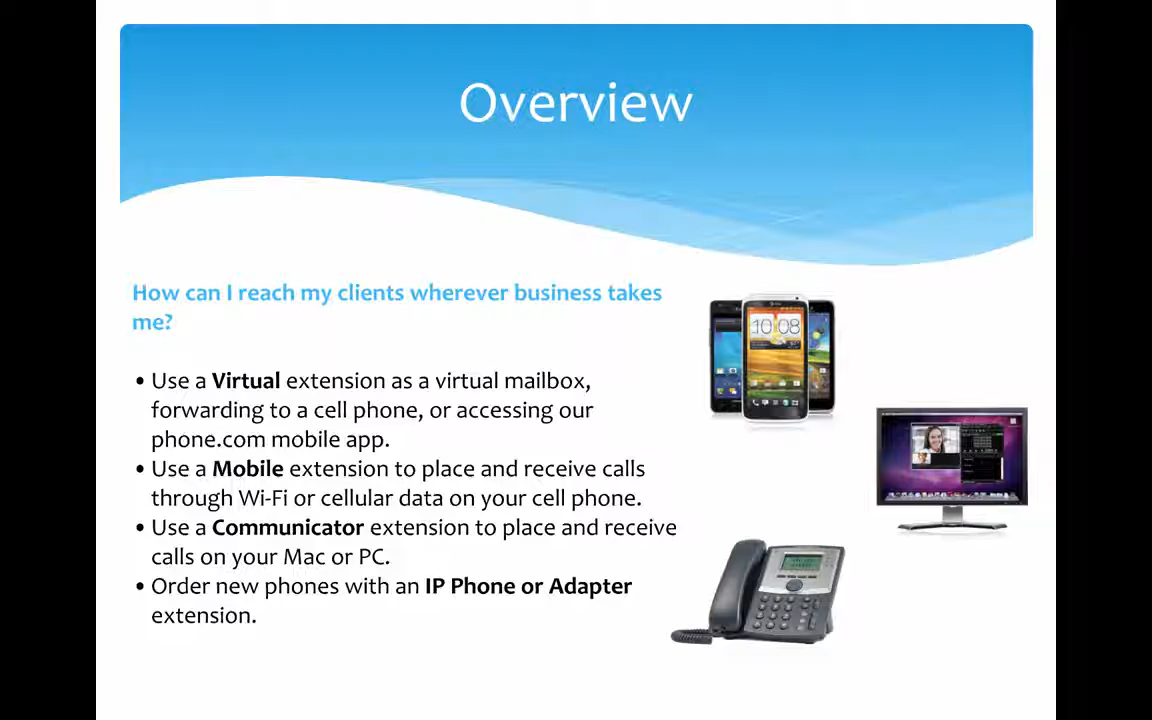 Overview
How can I reach my clients wherever business takes
me?
• Use a Virtual extension as a virtual mailbox,
forwarding to a cell phone, or accessing our
phone.com mobile app.
• Use a Mobile extension to place and receive calls
through Wi-Fi or cellular data on your cell phone.
• Use a Communicator extension to place and receive
calls on your Mac or PC.
• Order new phones with an IP Phone or Adapter
extension.
10:08